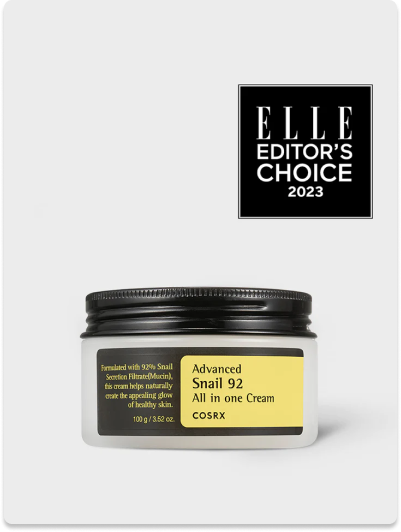 ELLE
EDITOR'S
CHOICE
2023
Formulated with 92% Snail
Secretion Filtrate(Mucin),
this cream helps naturally
create the appealing glow
of healthy skin.
100 g / 3.52 oz.
Advanced
Snail 92
All in one Cream
COSRX